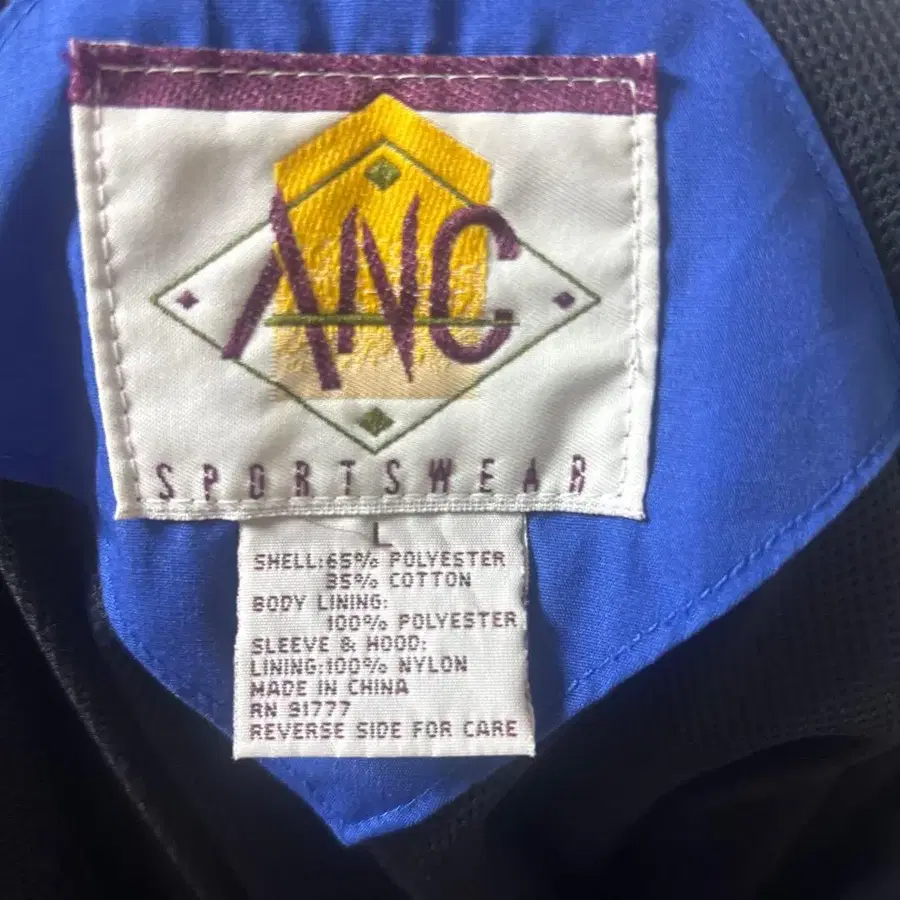 ANC
SPORTSWEAR
L
SHELL:65% POLYESTER
35% COTTON
BODY LINING:
100% POLYESTER
SLEEVE & HOOD:
LINING:100% NYLON
MADE IN CHINA
RN 91777
REVERSE SIDE FOR CARE